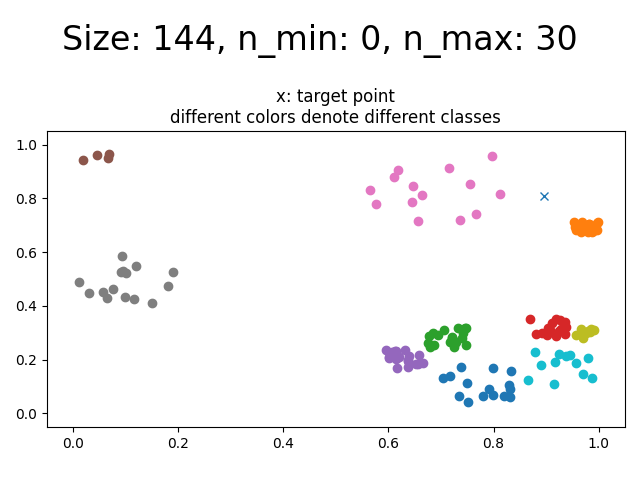 Size: 144, n_min: 0, n_max: 30
x: target point
different colors denote different classes
1.0
0.8
0.6
0.4
0.2
0.0
0.0 0.2 0.4 0.6 0.8 1.0